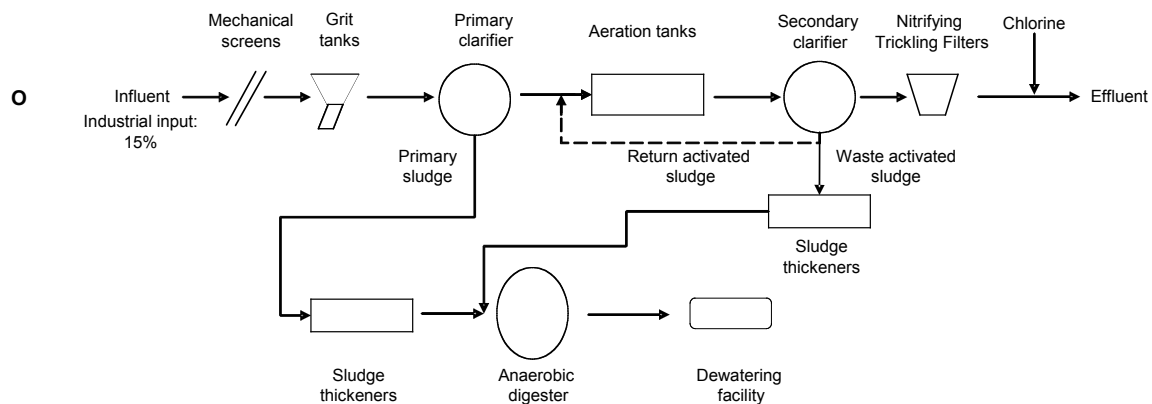 Mechanical
screens
Grit
tanks
Primary
clarifier
Aeration tanks
Secondary
clarifier
Nitrifying
Trickling Filters
Chlorine
O
Influent
Industrial input:
15%
Effluent
Primary
sludge
Return activated
sludge
Waste activated
sludge
Sludge
thickeners
Sludge
thickeners
Anaerobic
digester
Dewatering
facility